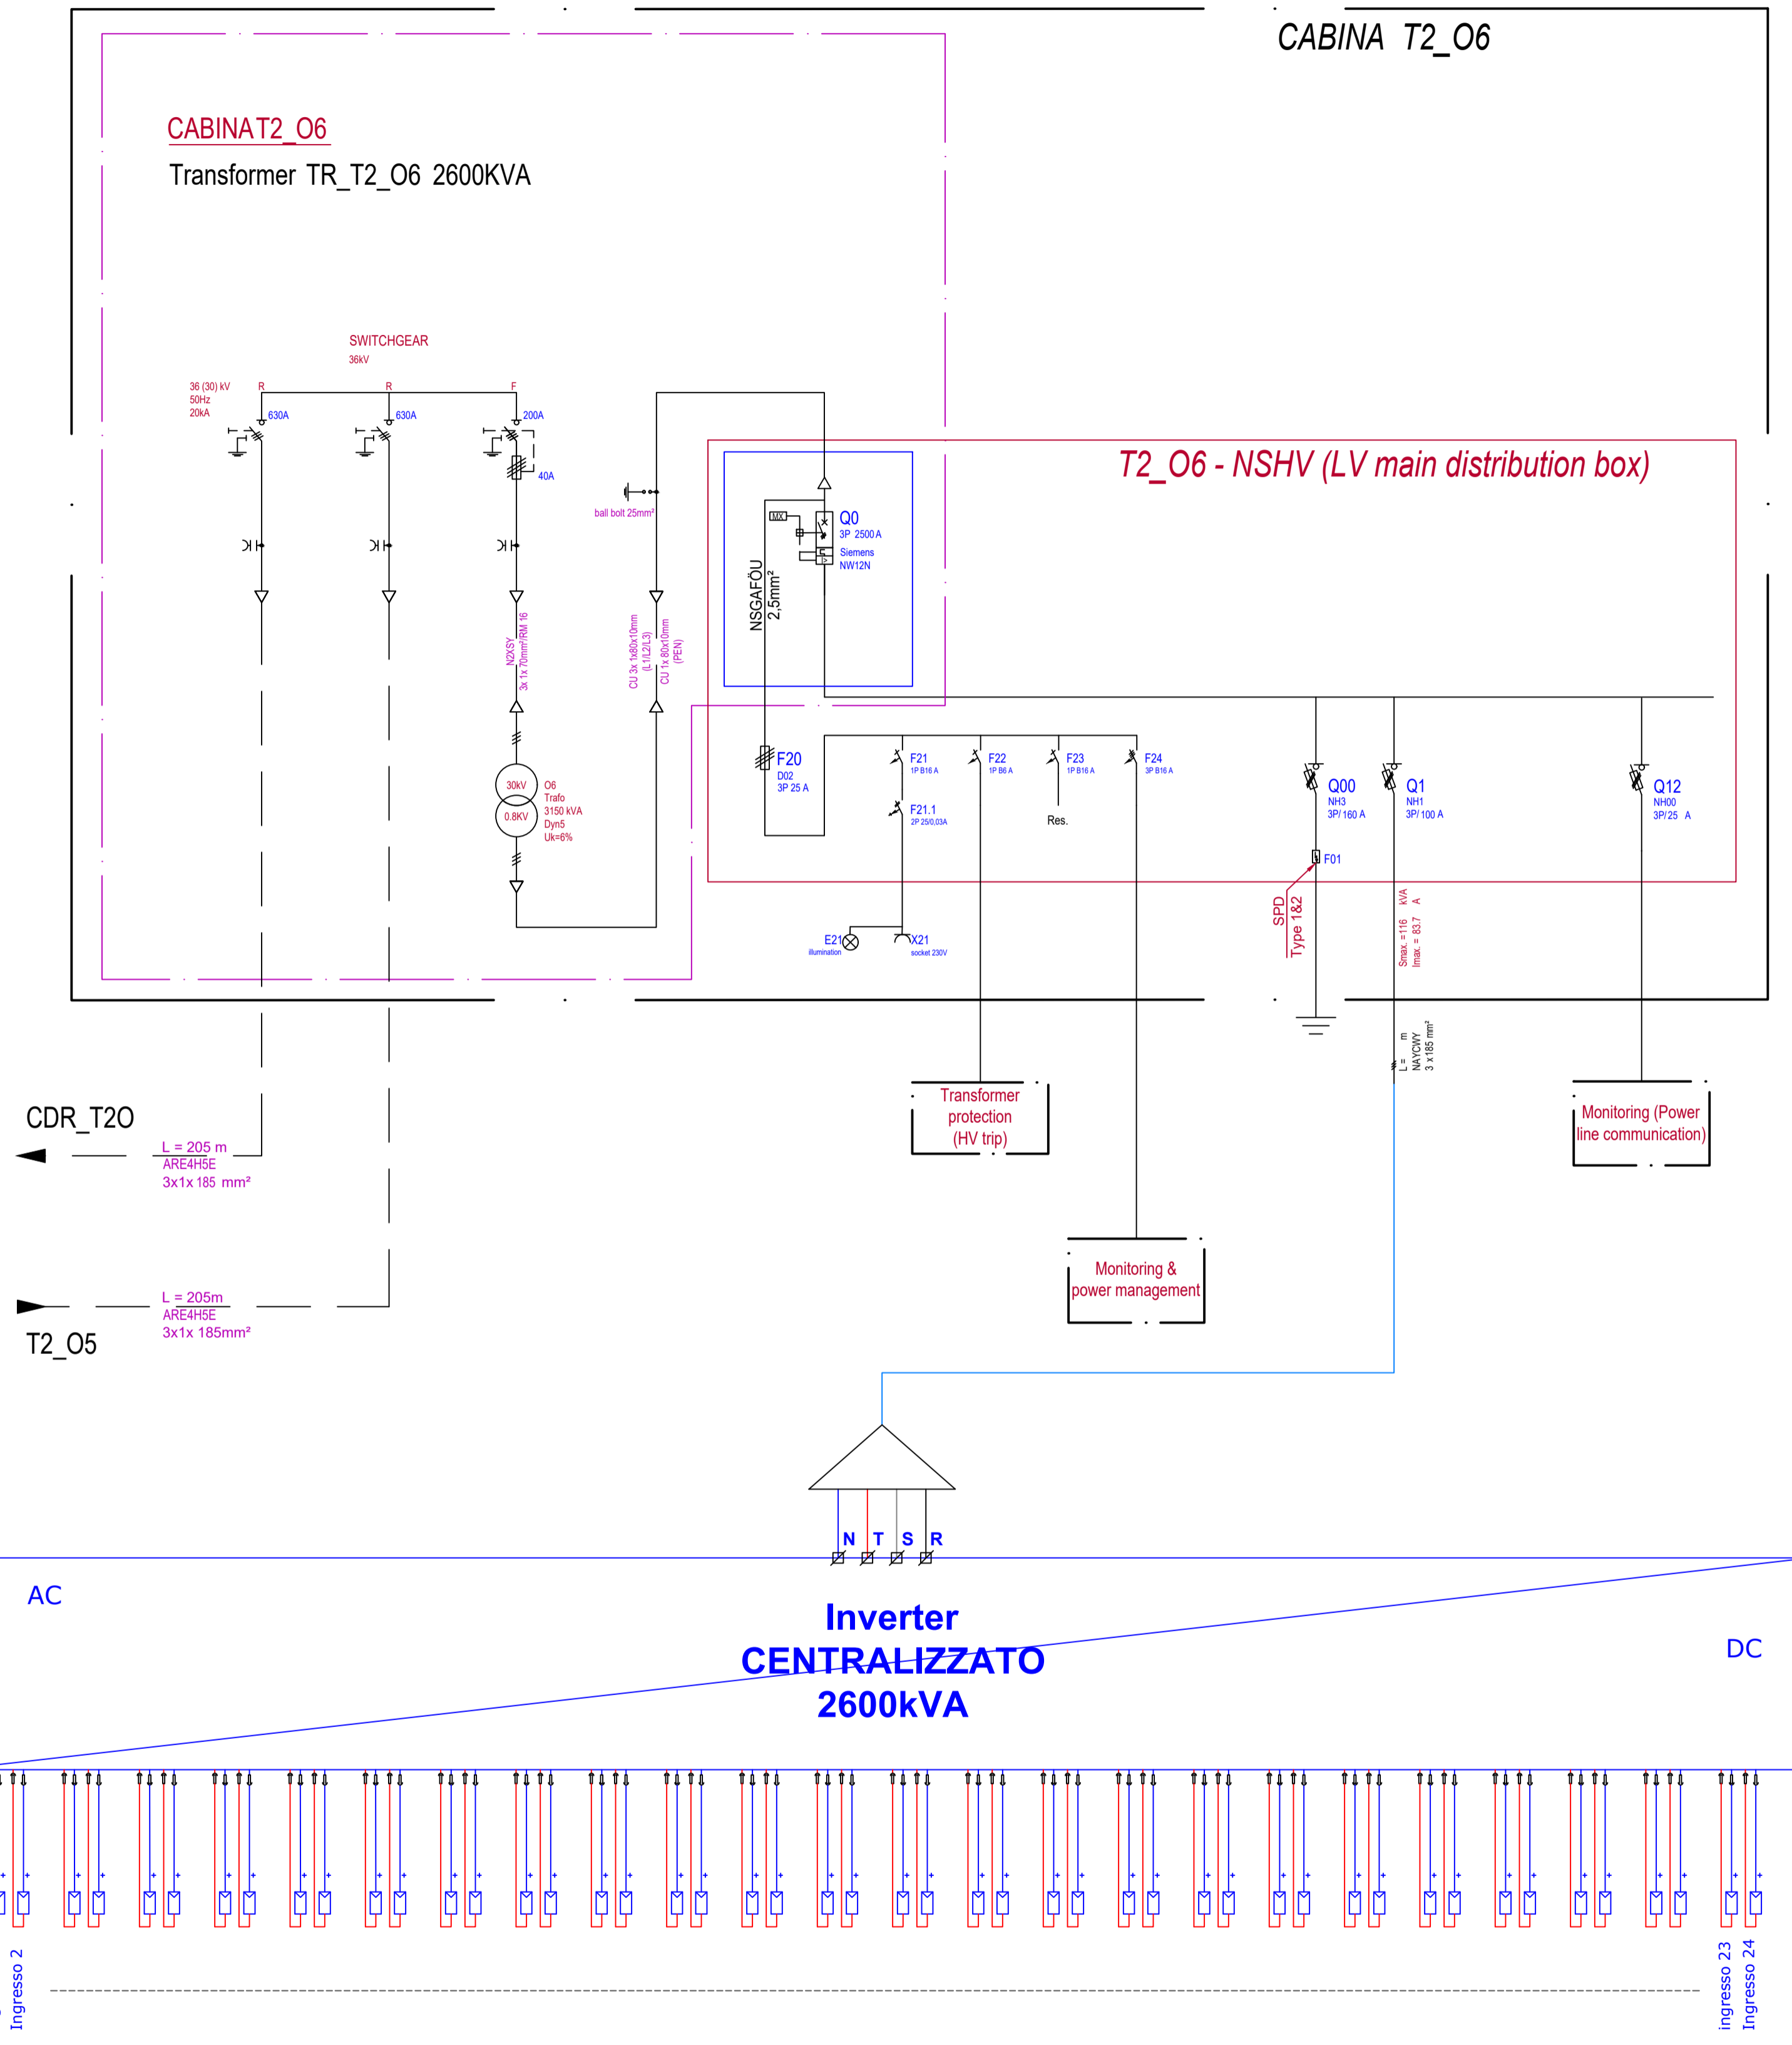 CABINA T2_O6
CABINA T2_O6
Transformer TR_T2_O6 2600KVA
SWITCHGEAR
36kV
36 (30) kV
50Hz
20kA
R
R
F
630A
630A
200A
40A
T2_O6 - NSHV (LV main distribution box)
ball bolt 25mm²
MX
Q0
3P 2500 A
Siemens
NW12N
I>
NSGAFÖU
2,5mm²
N2XSY
3x 1x 70mm²/RM 16
CU 3x 1x80x10mm
(L1/L2/L3)
CU 1x 80x10mm
(PEN)
30kV
0.8KV
O6
Trafo
3150 kVA
Dyn5
Uk=6%
F20
D02
3P 25 A
F21
1P B16 A
F21.1
2P 25/0,03A
F22
1P B6 A
F23
1P B16 A
Res.
F24
3P B16 A
Q00
NH3
3P/ 160 A
F01
Q1
NH1
3P/ 100 A
Q12
NH00
3P/ 25 A
SPD
Type 1&2
Smax. =116 kVA
Imax. = 83.7 A
E21
illumination
X21
socket 230V
L = m
NAYCWY
3 x185 mm²
Transformer
protection
(HV trip)
Monitoring (Power
line communication)
Monitoring &
power management
CDR_T2O
L = 205 m
ARE4H5E
3x1x 185 mm²
L = 205m
ARE4H5E
3x1x 185mm²
T2_O5
N T S R
AC
Inverter
CENTRALIZZATO
2600kVA
DC
Ingresso 2
ingresso 23
Ingresso 24